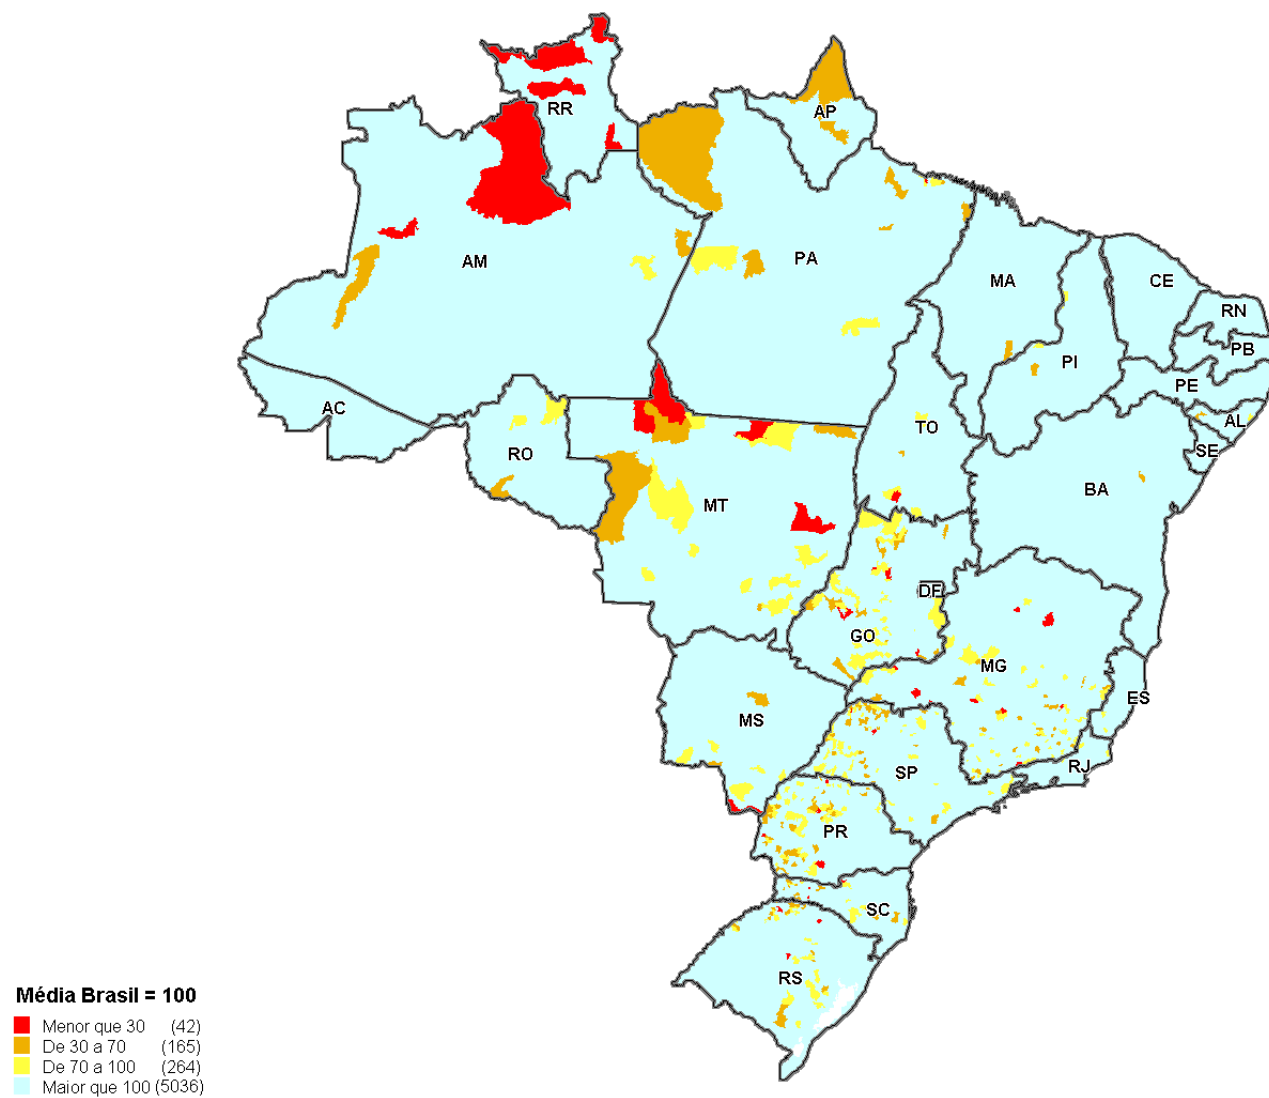 RR
AP
AM
PA
MA
CE
RN
PB
PI
PE
AC
AL
TO
RO
SE
BA
MT
DF
GO
MG
ES
MS
RJ
SP
PR
SC
RS
Média Brasil = 100
Menor que 30 (42)
De 30 a 70 (165)
De 70 a 100 (264)
Maior que 100 (5036)